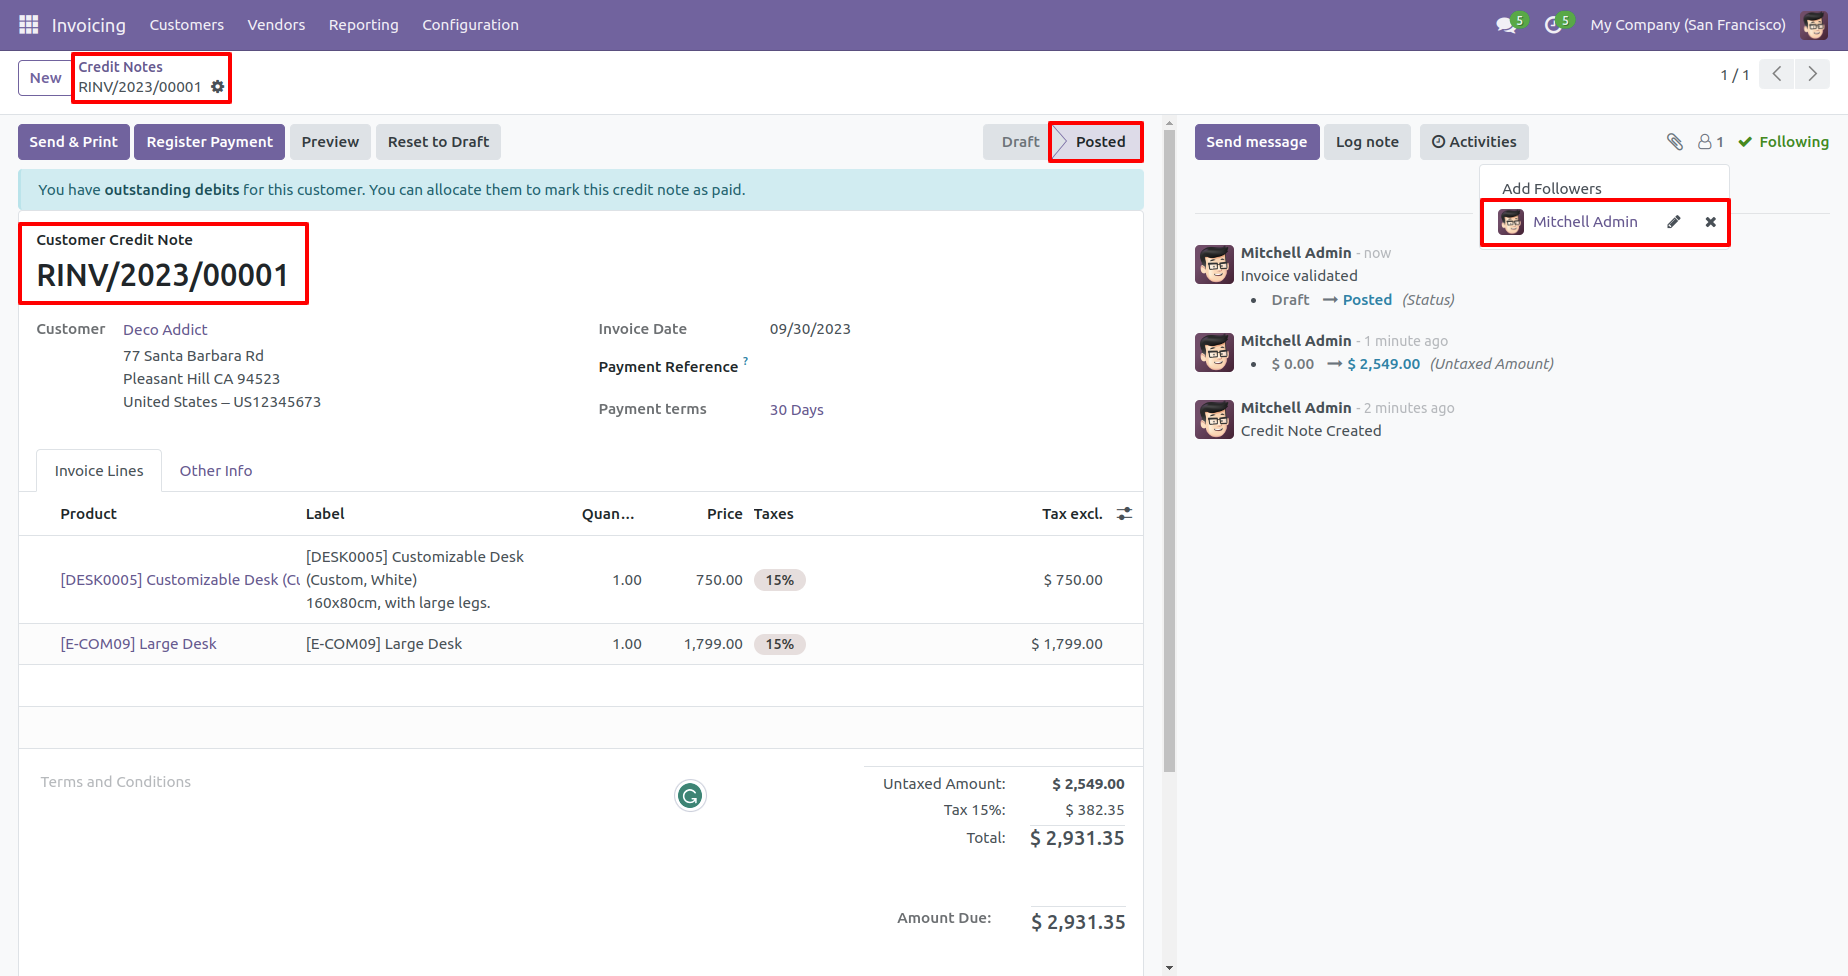 Invoicing Customers Vendors Reporting Configuration 5 5 My Company (San Francisco)
New Credit Notes
RINV/2023/00001
1 / 1
Send & Print Register Payment Preview Reset to Draft Draft Posted
You have outstanding debits for this customer. You can allocate them to mark this credit note as paid.
Customer Credit Note
RINV/2023/00001
Customer Deco Addict
77 Santa Barbara Rd
Pleasant Hill CA 94523
United States – US12345673
Invoice Date 09/30/2023
Payment Reference ?
Payment terms 30 Days
Invoice Lines Other Info
Product Label Quan... Price Taxes Tax excl.
[DESK0005] Customizable Desk (Cu
[DESK0005] Customizable Desk
(Custom, White)
160x80cm, with large legs.
1.00 750.00 15% $ 750.00
[E-COM09] Large Desk [E-COM09] Large Desk 1.00 1,799.00 15% $ 1,799.00
Terms and Conditions
G
Untaxed Amount: $ 2,549.00
Tax 15%: $ 382.35
Total: $ 2,931.35
Amount Due: $ 2,931.35
Send message Log note Activities 1 Following
Add Followers
Mitchell Admin
Mitchell Admin - now
Invoice validated
• Draft → Posted (Status)
Mitchell Admin - 1 minute ago
• $ 0.00 → $ 2,549.00 (Untaxed Amount)
Mitchell Admin - 2 minutes ago
Credit Note Created